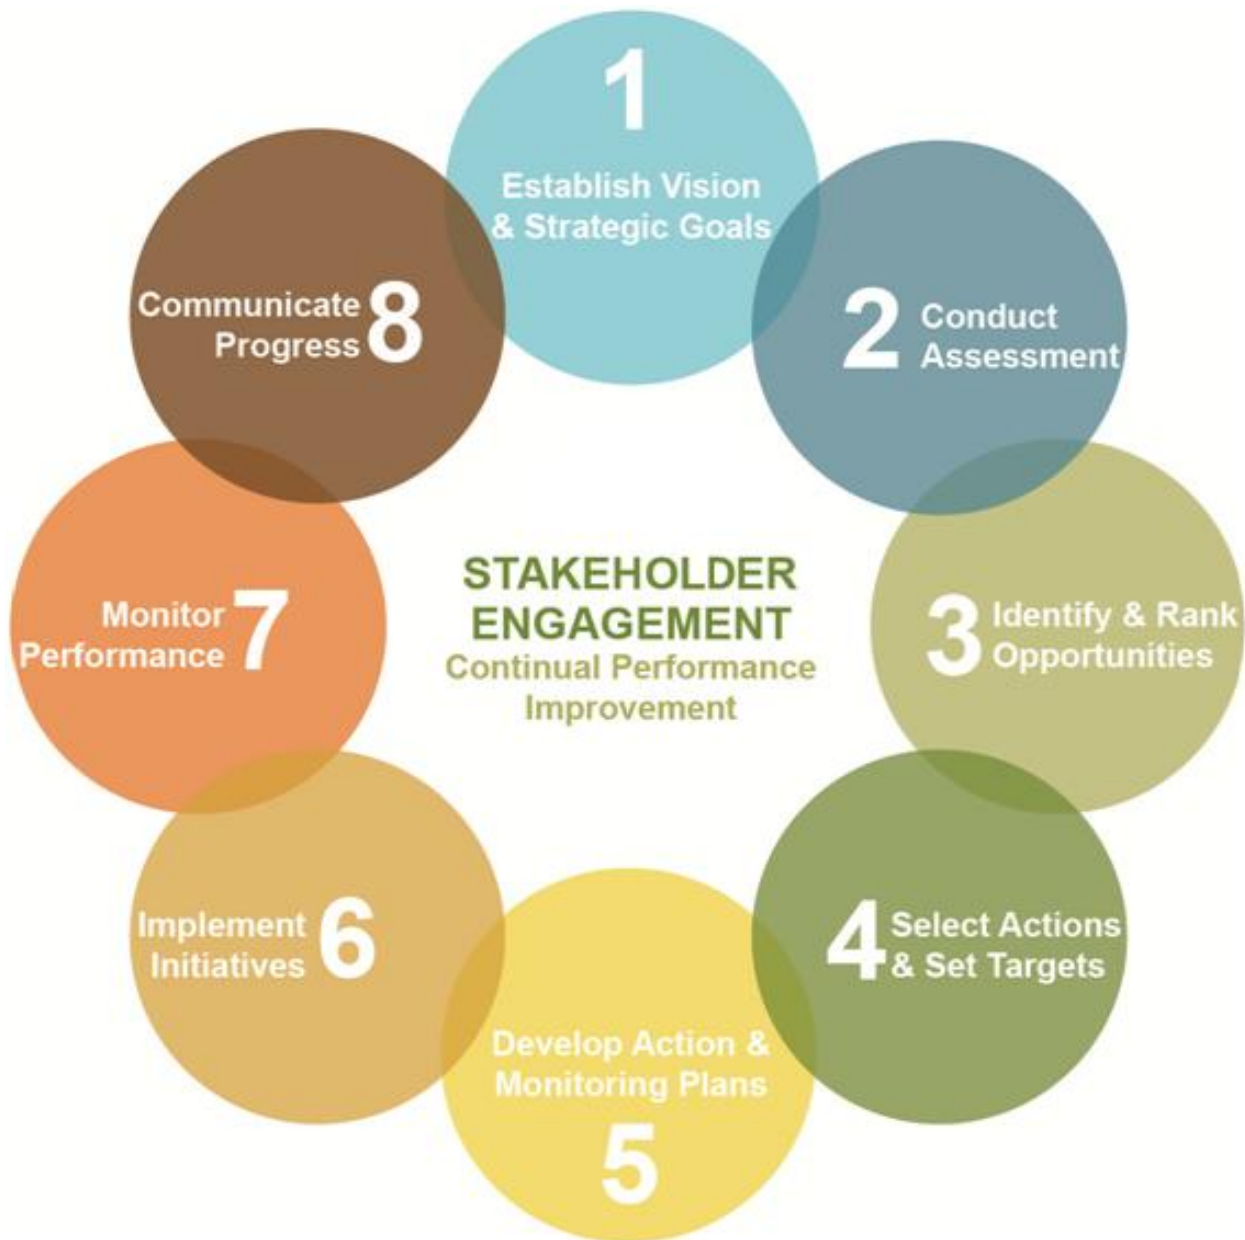 1
Establish Vision
& Strategic Goals
2
Conduct
Assessment
3
Identify & Rank
Opportunities
4
Select Actions
& Set Targets
Develop Action &
Monitoring Plans
5
Implement
Initiatives
6
Monitor
Performance
7
Communicate
Progress
8
STAKEHOLDER
ENGAGEMENT
Continual Performance
Improvement